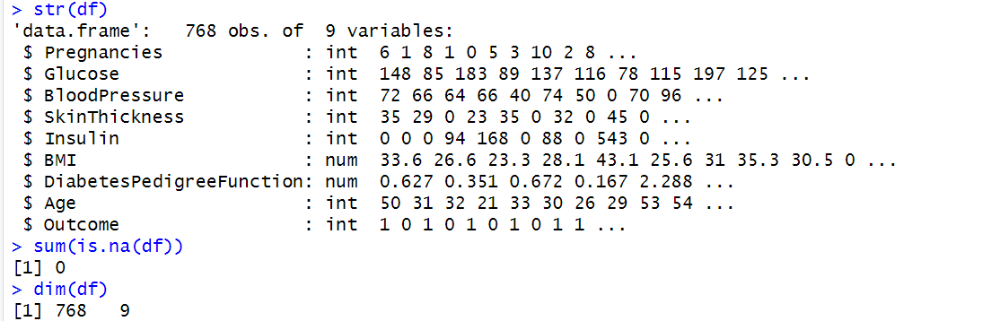 > str(df)
'data.frame':   768 obs. of  9 variables:
 $ Pregnancies             : int  6 1 8 1 0 5 3 10 2 8 ...
 $ Glucose                 : int  148 85 183 89 137 116 78 115 197 125 ...
 $ BloodPressure           : int  72 66 64 66 40 74 50 0 70 96 ...
 $ SkinThickness           : int  35 29 0 23 35 0 32 0 45 0 ...
 $ Insulin                 : int  0 0 0 94 168 0 88 0 543 0 ...
 $ BMI                     : num  33.6 26.6 23.3 28.1 43.1 25.6 31 35.3 30.5 0 ...
 $ DiabetesPedigreeFunction: num  0.627 0.351 0.672 0.167 2.288 ...
 $ Age                     : int  50 31 32 21 33 30 26 29 53 54 ...
 $ Outcome                 : int  1 0 1 0 1 0 1 0 1 1 ...
> sum(is.na(df))
[1] 0
> dim(df)
[1] 768   9